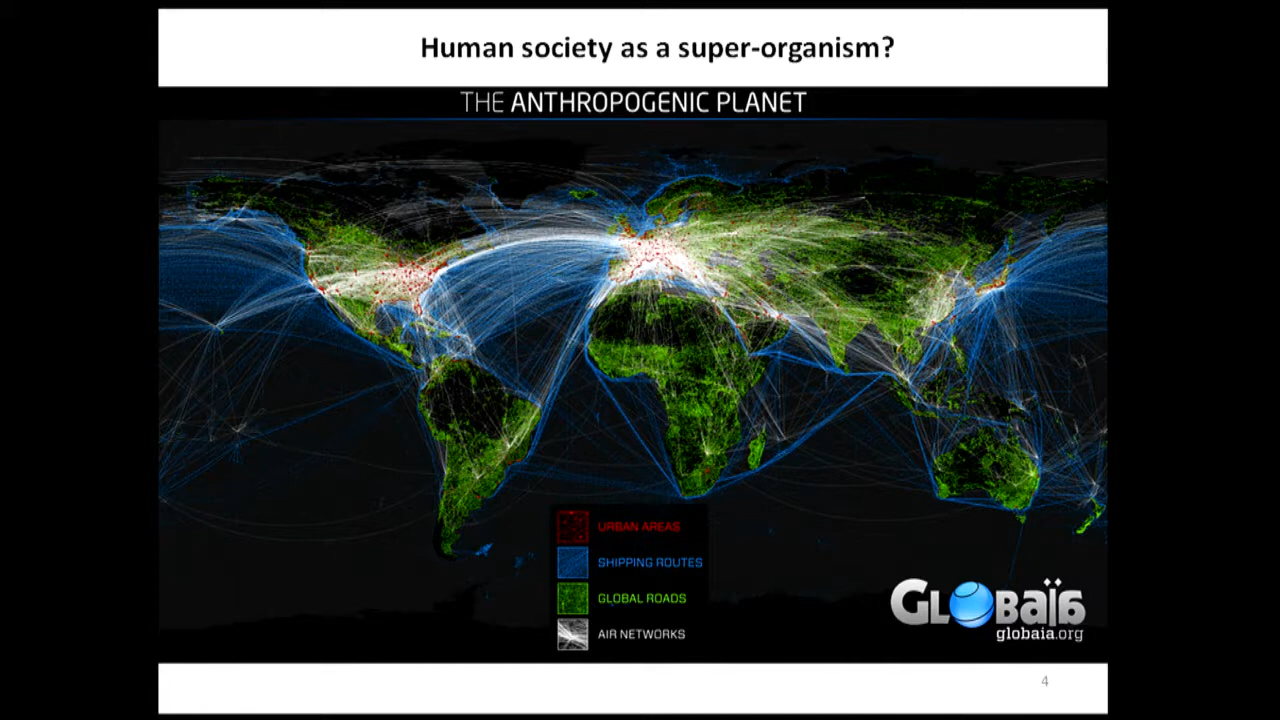 Human society as a super-organism?
THE ANTHROPOGENIC PLANET
URBAN AREAS
SHIPPING ROUTES
GLOBAL ROADS
AIR NETWORKS
GLOBaïa
globaia.org
4